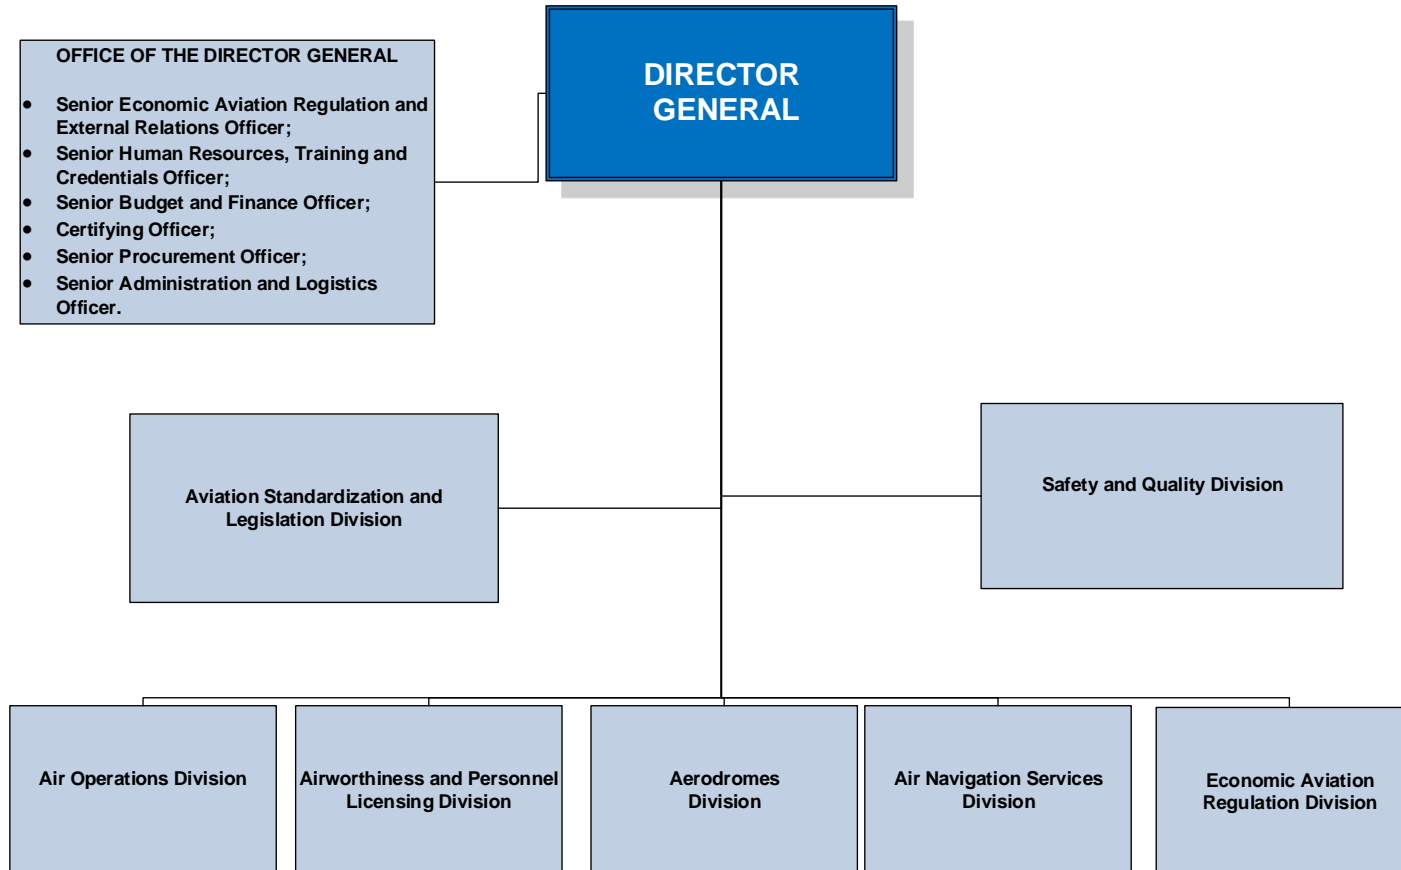 OFFICE OF THE DIRECTOR GENERAL
• Senior Economic Aviation Regulation and
External Relations Officer;
• Senior Human Resources, Training and
Credentials Officer;
• Senior Budget and Finance Officer;
• Certifying Officer;
• Senior Procurement Officer;
• Senior Administration and Logistics
Officer.
DIRECTOR
GENERAL
Aviation Standardization and
Legislation Division
Safety and Quality Division
Air Operations Division
Airworthiness and Personnel
Licensing Division
Aerodromes
Division
Air Navigation Services
Division
Economic Aviation
Regulation Division